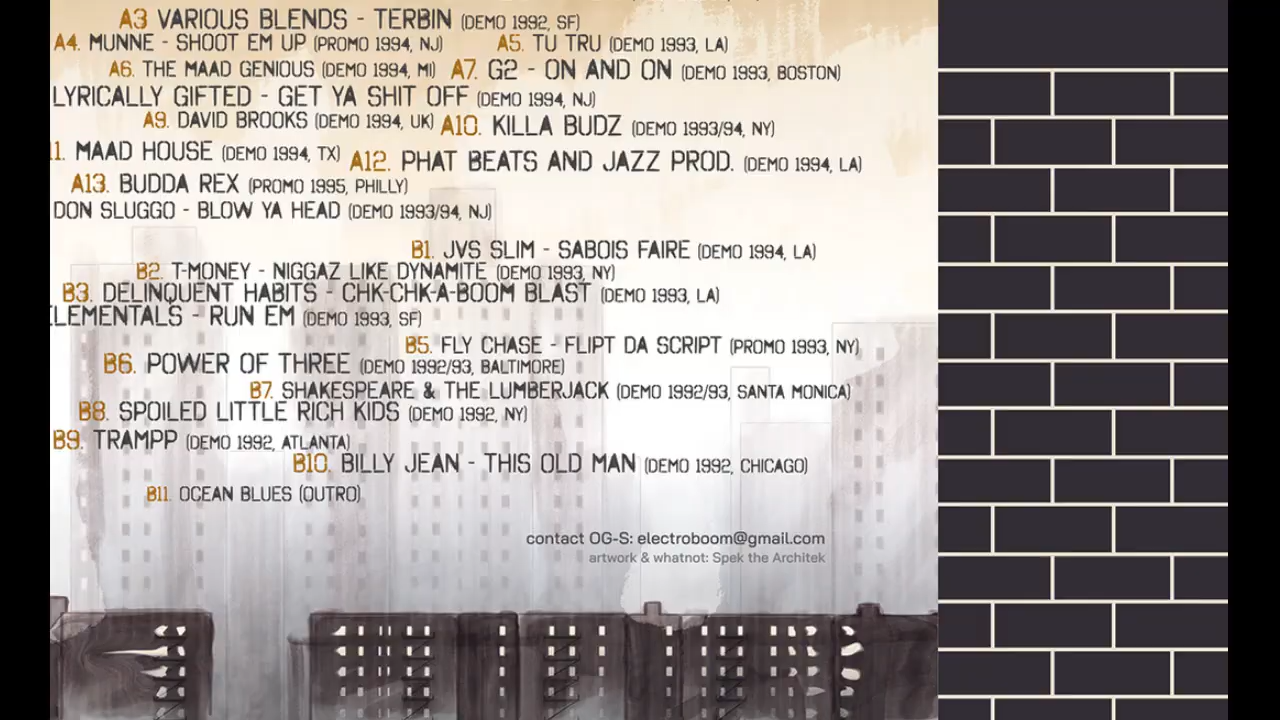 A3 VARIOUS BLENDS - TERBIN (DEMO 1992, SF)
A4. MUNNE - SHOOT EM UP (PROMO 1994, NJ) A5. TU TRU (DEMO 1993, LA)
A6. THE MAAD GENIOUS (DEMO 1994, MI) A7. G2 - ON AND ON (DEMO 1993, BOSTON)
LYRICALLY GIFTED - GET YA SHIT OFF (DEMO 1994, NJ)
A9. DAVID BROOKS (DEMO 1994, UK) A10. KILLA BUDZ (DEMO 1993/94, NY)
1. MAAD HOUSE (DEMO 1994, TX) A12. PHAT BEATS AND JAZZ PROD. (DEMO 1994, LA)
A13. BUDDA REX (PROMO 1995, PHILLY)
DON SLUGGO - BLOW YA HEAD (DEMO 1993/94, NJ)
B1. JVS SLIM - SABOIS FAIRE (DEMO 1994, LA)
B2. T-MONEY - NIGGAZ LIKE DYNAMITE (DEMO 1993, NY)
B3. DELINQUENT HABITS - CHK-CHK-A-BOOM BLAST (DEMO 1993, LA)
ELEMENTALS - RUN EM (DEMO 1993, SF)
B5. FLY CHASE - FLIPT DA SCRIPT (PROMO 1993, NY)
B6. POWER OF THREE (DEMO 1992/93, BALTIMORE)
B7. SHAKESPEARE & THE LUMBERJACK (DEMO 1992/93, SANTA MONICA)
B8. SPOILED LITTLE RICH KIDS (DEMO 1992, NY)
B9. TRAMPP (DEMO 1992, ATLANTA)
B10. BILLY JEAN - THIS OLD MAN (DEMO 1992, CHICAGO)
B11. OCEAN BLUES (OUTRO)
contact OG-S: electroboom@gmail.com
artwork & whatnot: Spek the Architek